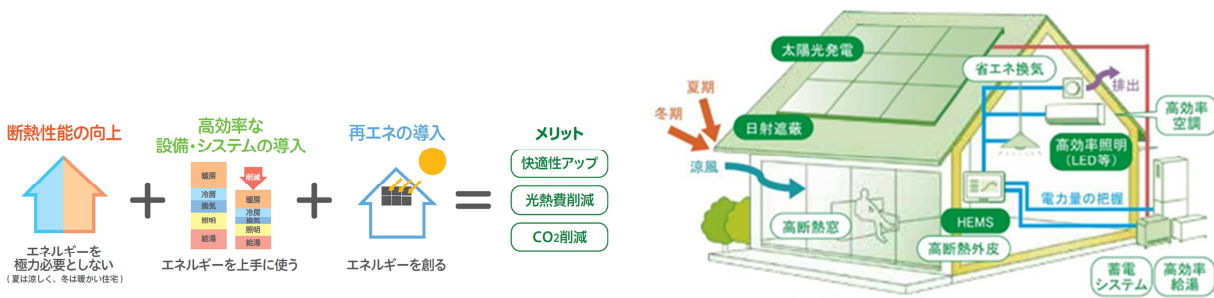 断熱性能の向上
エネルギーを
極力必要としない
(夏は涼しく、冬は暖かい住宅)
高効率な
設備・システムの導入
暖房
冷房
換気
照明
給湯
削減
暖房
冷房
換気
照明
給湯
エネルギーを上手に使う
再エネの導入
エネルギーを創る
メリット
快適性アップ
光熱費削減
CO2削減
太陽光発電
省エネ換気
排出
夏期
冬期
高効率
空調
日射遮蔽
高効率照明
(LED等)
涼風
電力量の把握
高断熱窓
HEMS
高断熱外皮
蓄電
システム
高効率
給湯